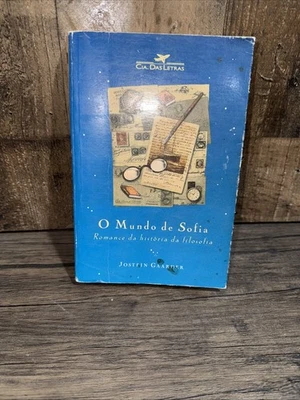 CIA. DAS LETRAS
O Mundo de Sofia
Romance da história da filosofia
JOSTEIN GAARDER